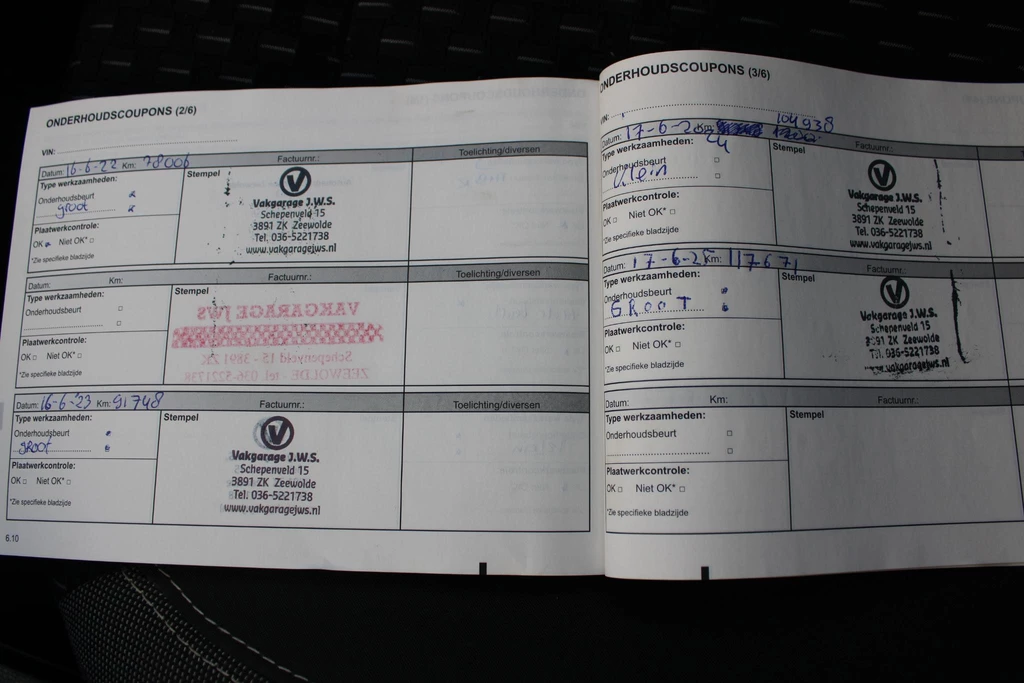 ONDERHOUDSCOUPONS (2/6)
VIN:
Datum: 16-6-22 Km: 78006 Factuurnr.: Toelichting/diversen
Type werkzaamheden: Stempel
Onderhoudsbeurt
groot
Plaatwerkcontrole:
OK Niet OK*
*Zie specifieke bladzijde
Vakgarage J.W.S.
Schepenveld 15
3891 ZK Zeewolde
Tel. 036-5221738
www.vakgaragejws.nl
Datum: Km: Factuurnr.: Toelichting/diversen
Type werkzaamheden: Stempel
Onderhoudsbeurt
Plaatwerkcontrole:
OK Niet OK*
*Zie specifieke bladzijde
VAKGARAGE JWS
Schepenveld 15 - 3891 ZK
ZEEWOLDE - tel. 036-5221738
Datum: 16-6-23 Km: 91748 Factuurnr.: Toelichting/diversen
Type werkzaamheden: Stempel
Onderhoudsbeurt
groot
Plaatwerkcontrole:
OK Niet OK*
*Zie specifieke bladzijde
Vakgarage J.W.S.
Schepenveld 15
3891 ZK Zeewolde
Tel. 036-5221738
www.vakgaragejws.nl
6.10
ONDERHOUDSCOUPONS (3/6)
VIN:
104938
Datum: 17-6-24 Km: Factuurnr.:
Type werkzaamheden: Stempel
Onderhoudsbeurt
klein
Plaatwerkcontrole:
OK Niet OK*
*Zie specifieke bladzijde
Vakgarage J.W.S.
Schepenveld 15
3891 ZK Zeewolde
Tel. 036-5221738
www.vakgaragejws.nl
Datum: 17-6-25 Km: 117671 Factuurnr.:
Type werkzaamheden: Stempel
Onderhoudsbeurt
GROOT
Plaatwerkcontrole:
OK Niet OK*
*Zie specifieke bladzijde
Vakgarage J.W.S.
Schepenveld 15
3891 ZK Zeewolde
Tel. 036-5221738
www.vakgaragejws.nl
Datum: Km: Factuurnr.:
Type werkzaamheden: Stempel
Onderhoudsbeurt
Plaatwerkcontrole:
OK Niet OK*
*Zie specifieke bladzijde